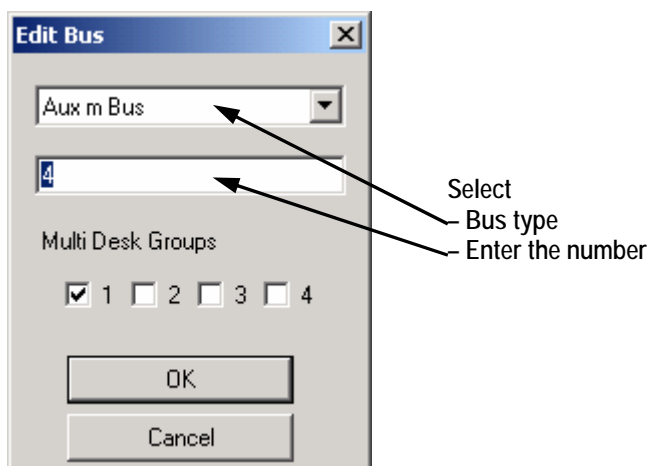 Edit Bus
Aux m Bus
4
Select
– Bus type
– Enter the number
Multi Desk Groups
1 2 3 4
OK
Cancel